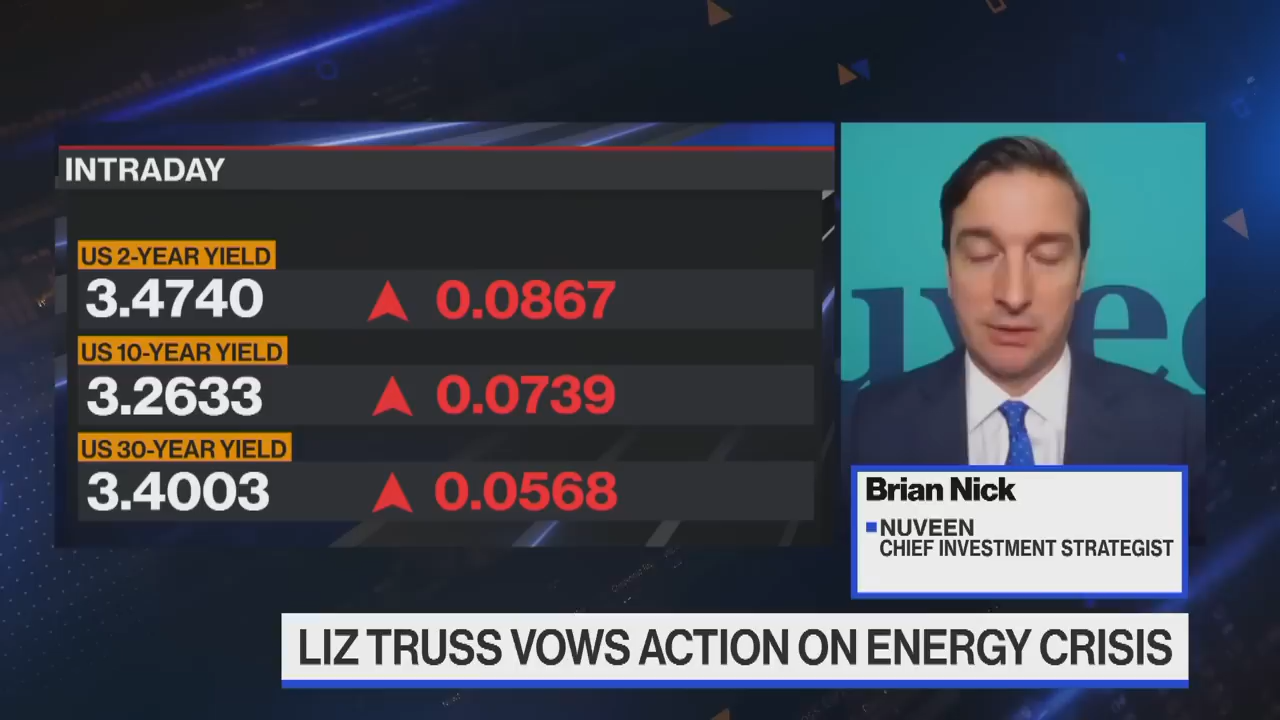 INTRADAY
US 2-YEAR YIELD
3.4740 0.0867
US 10-YEAR YIELD
3.2633 0.0739
US 30-YEAR YIELD
3.4003 0.0568
Brian Nick
NUVEEN
CHIEF INVESTMENT STRATEGIST
LIZ TRUSS VOWS ACTION ON ENERGY CRISIS